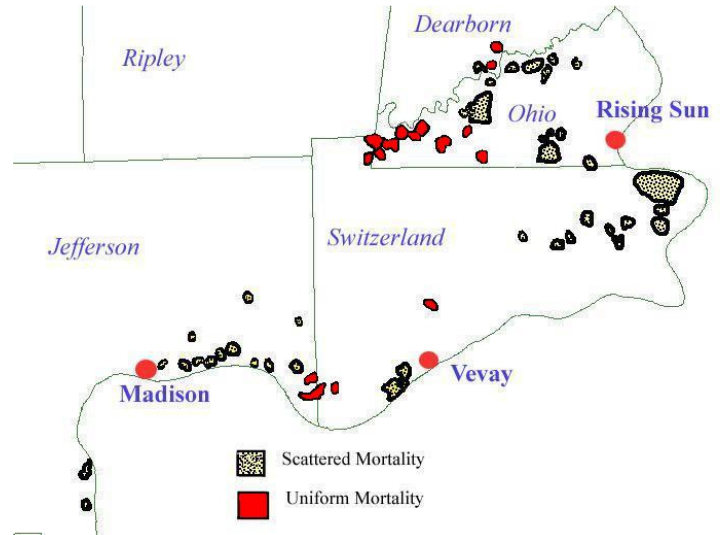 Dearborn
Ripley
Ohio
Rising Sun
Jefferson
Switzerland
Madison
Vevay
Scattered Mortality
Uniform Mortality